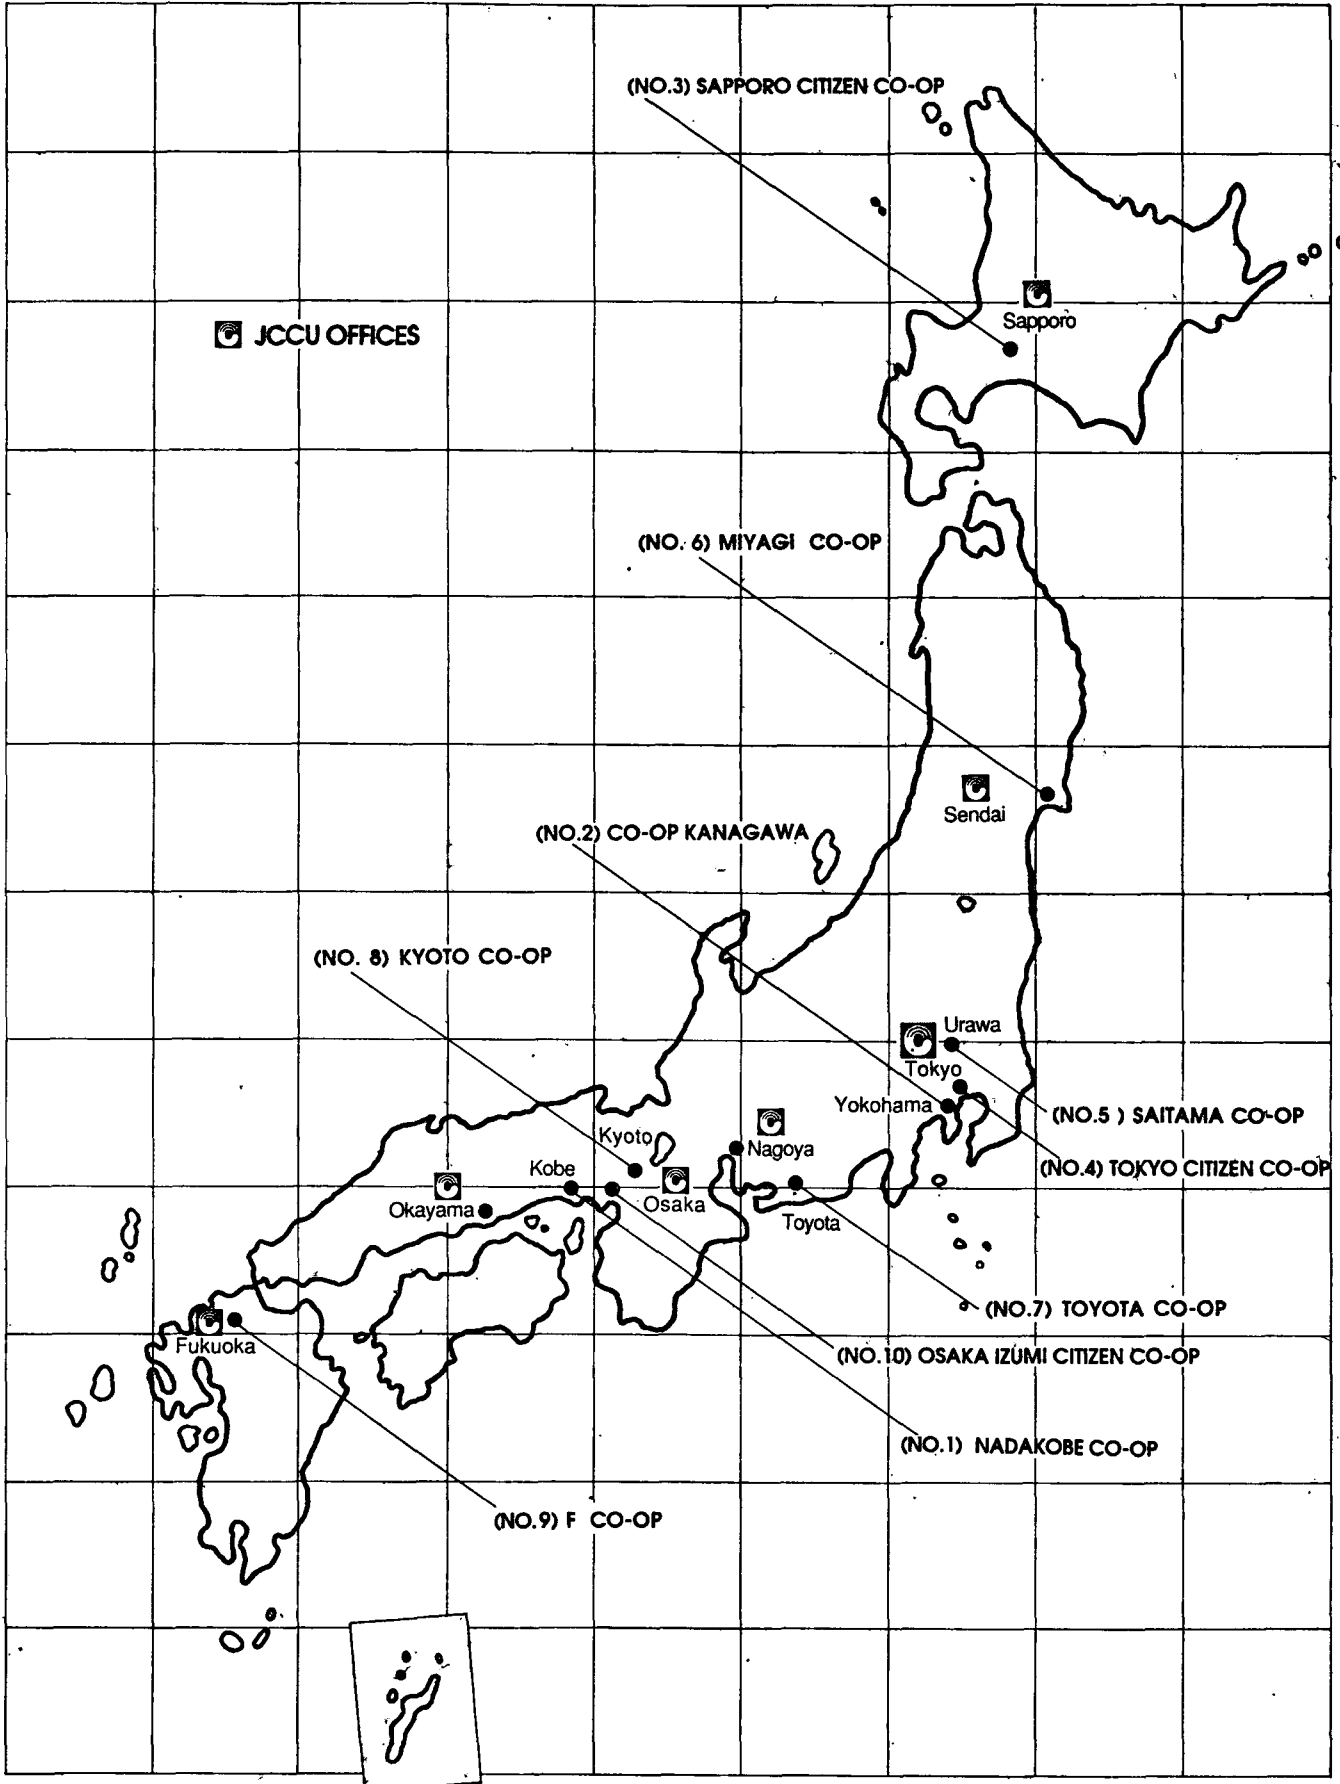 (NO.3) SAPPORO CITIZEN CO-OP
Sapporo
JCCU OFFICES
(NO. 6) MIYAGI CO-OP
Sendai
(NO.2) CO-OP KANAGAWA
(NO. 8) KYOTO CO-OP
Urawa
Tokyo
Yokohama
(NO.5 ) SAITAMA CO-OP
Kyoto
Nagoya
(NO.4) TOKYO CITIZEN CO-OP
Kobe
Osaka
Okayama
Toyota
(NO.7) TOYOTA CO-OP
Fukuoka
(NO.10) OSAKA IZUMI CITIZEN CO-OP
(NO.1) NADAKOBE CO-OP
(NO.9) F CO-OP